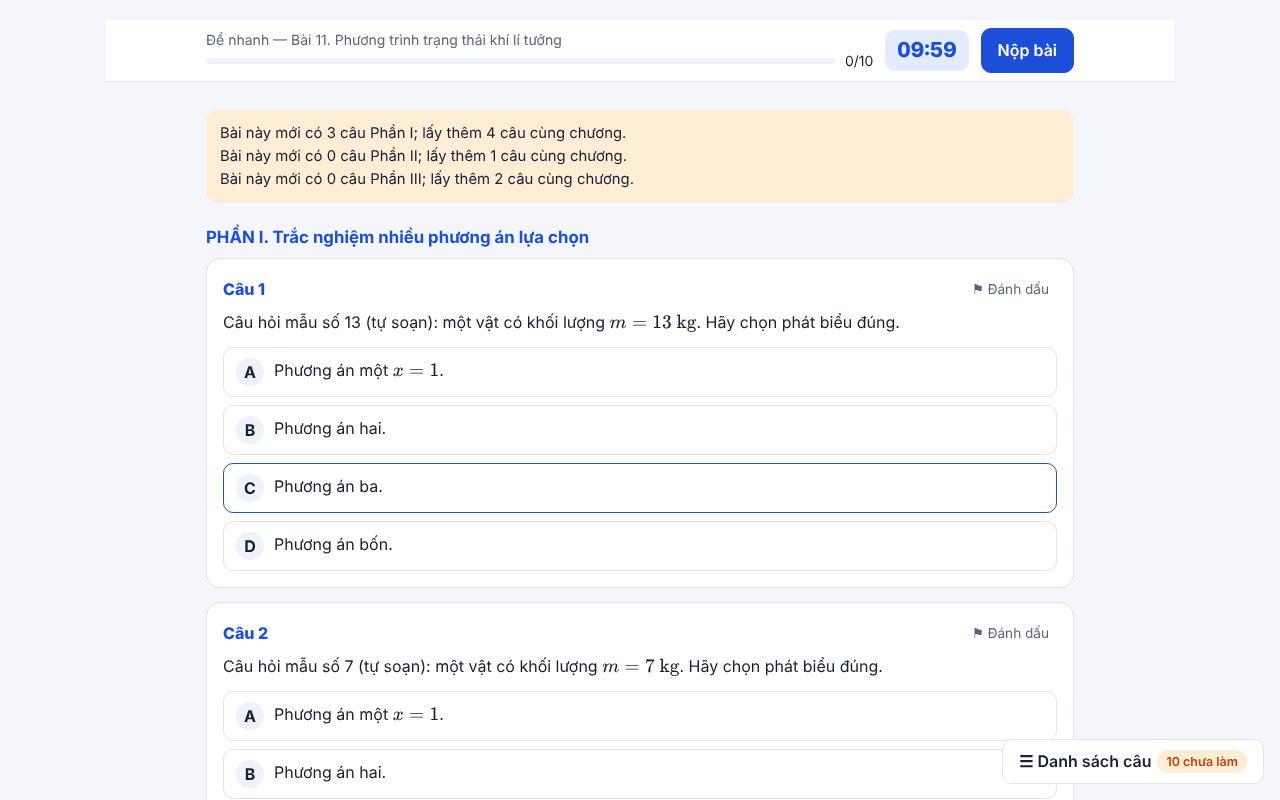 Đề nhanh — Bài 11. Phương trình trạng thái khí lí tưởng
0/10
09:59
Nộp bài
Bài này mới có 3 câu Phần I; lấy thêm 4 câu cùng chương.
Bài này mới có 0 câu Phần II; lấy thêm 1 câu cùng chương.
Bài này mới có 0 câu Phần III; lấy thêm 2 câu cùng chương.
PHẦN I. Trắc nghiệm nhiều phương án lựa chọn
Câu 1
⚑ Đánh dấu
Câu hỏi mẫu số 13 (tự soạn): một vật có khối lượng m = 13 kg. Hãy chọn phát biểu đúng.
A Phương án một x = 1.
B Phương án hai.
C Phương án ba.
D Phương án bốn.
Câu 2
⚑ Đánh dấu
Câu hỏi mẫu số 7 (tự soạn): một vật có khối lượng m = 7 kg. Hãy chọn phát biểu đúng.
A Phương án một x = 1.
B Phương án hai.
☰ Danh sách câu 10 chưa làm